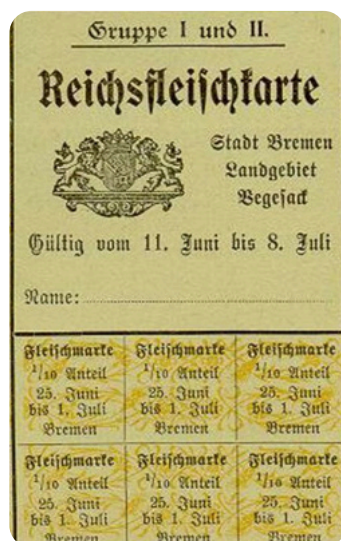 Gruppe I und II.
Reichsfleischkarte
Stadt Bremen
Landgebiet
Vegesack
Gültig vom 11. Juni bis 8. Juli
Name:
Fleischmarke Fleischmarke Fleischmarke
1/10 Anteil 1/10 Anteil 1/10 Anteil
25. Juni 25. Juni 25. Juni
bis 1. Juli bis 1. Juli bis 1. Juli
Bremen Bremen Bremen
Fleischmarke Fleischmarke Fleischmarke
1/10 Anteil 1/10 Anteil 1/10 Anteil
25. Juni 25. Juni 25. Juni
bis 1. Juli bis 1. Juli bis 1. Juli
Bremen Bremen Bremen